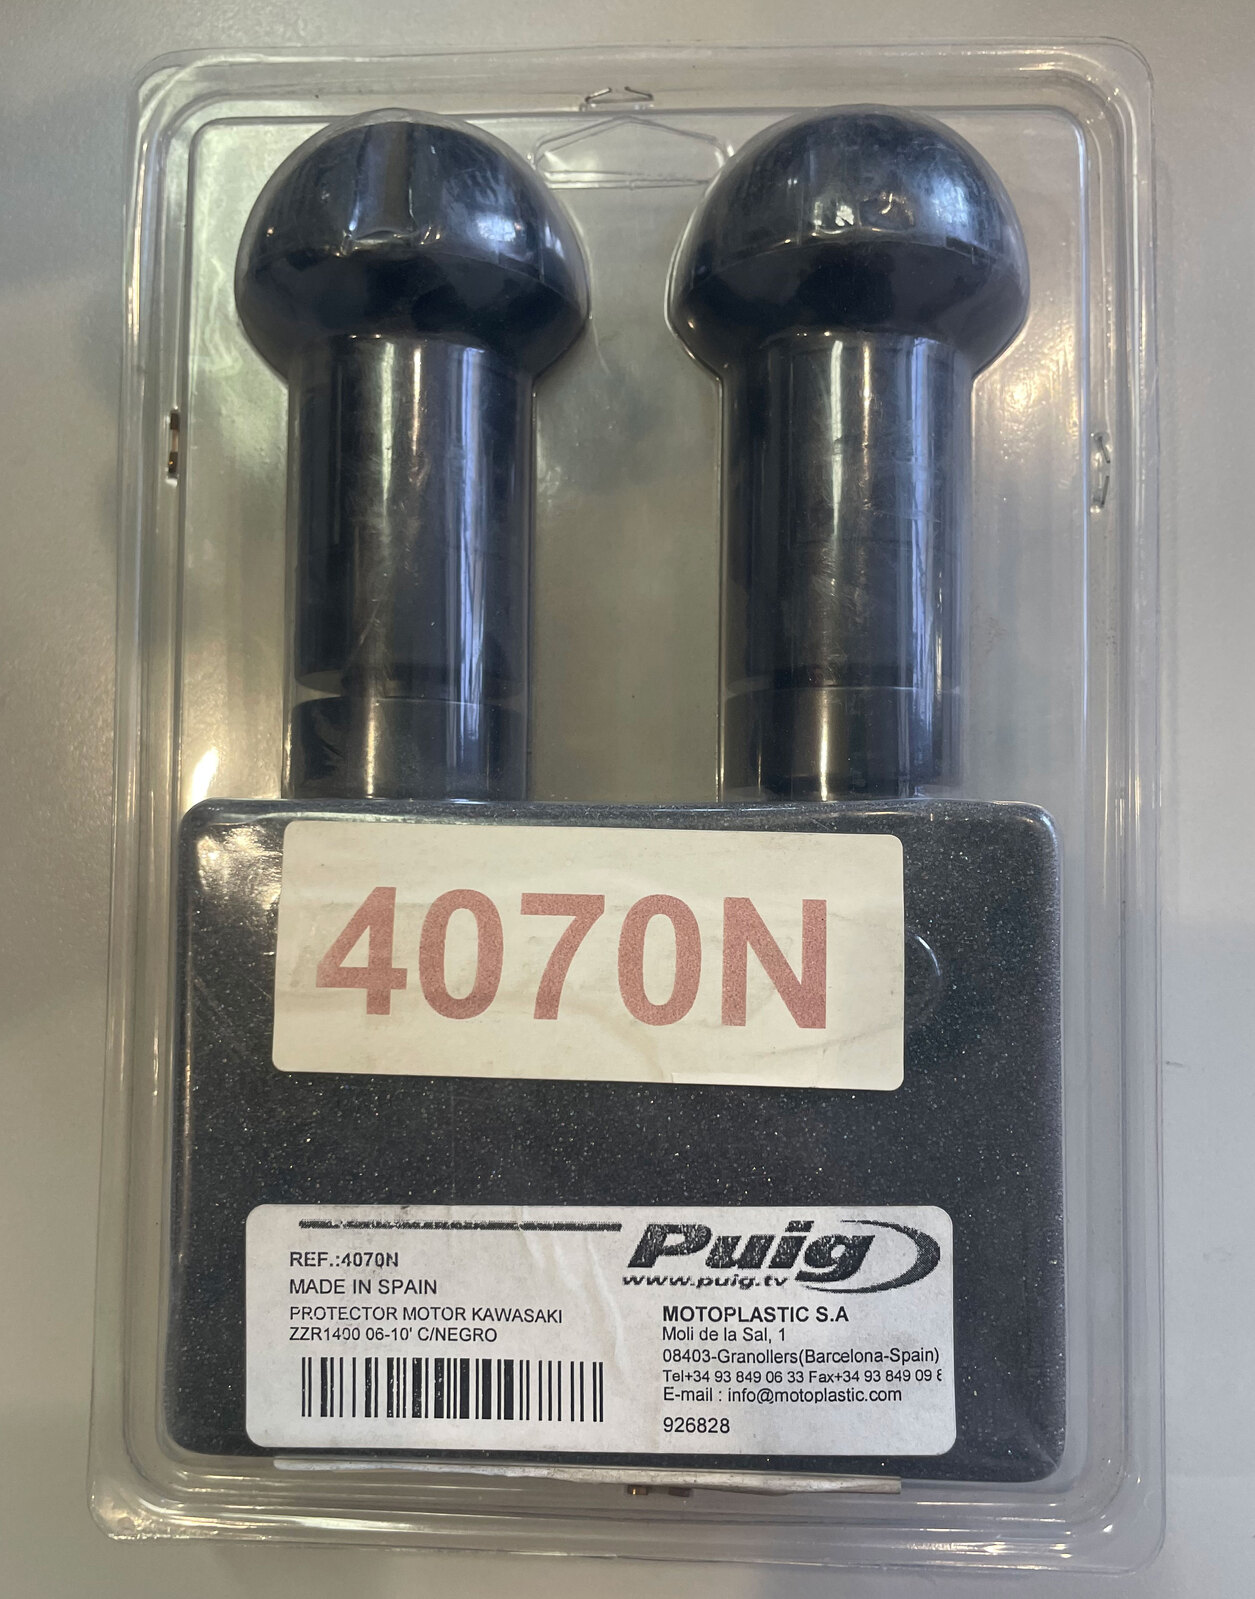 4070N
Puig
www.puig.tv
REF.:4070N
MADE IN SPAIN
PROTECTOR MOTOR KAWASAKI
ZZR1400 06-10' C/NEGRO
MOTOPLASTIC S.A
Moli de la Sal, 1
08403-Granollers(Barcelona-Spain)
Tel+34 93 849 06 33 Fax+34 93 849 09
E-mail : info@motoplastic.com
926828